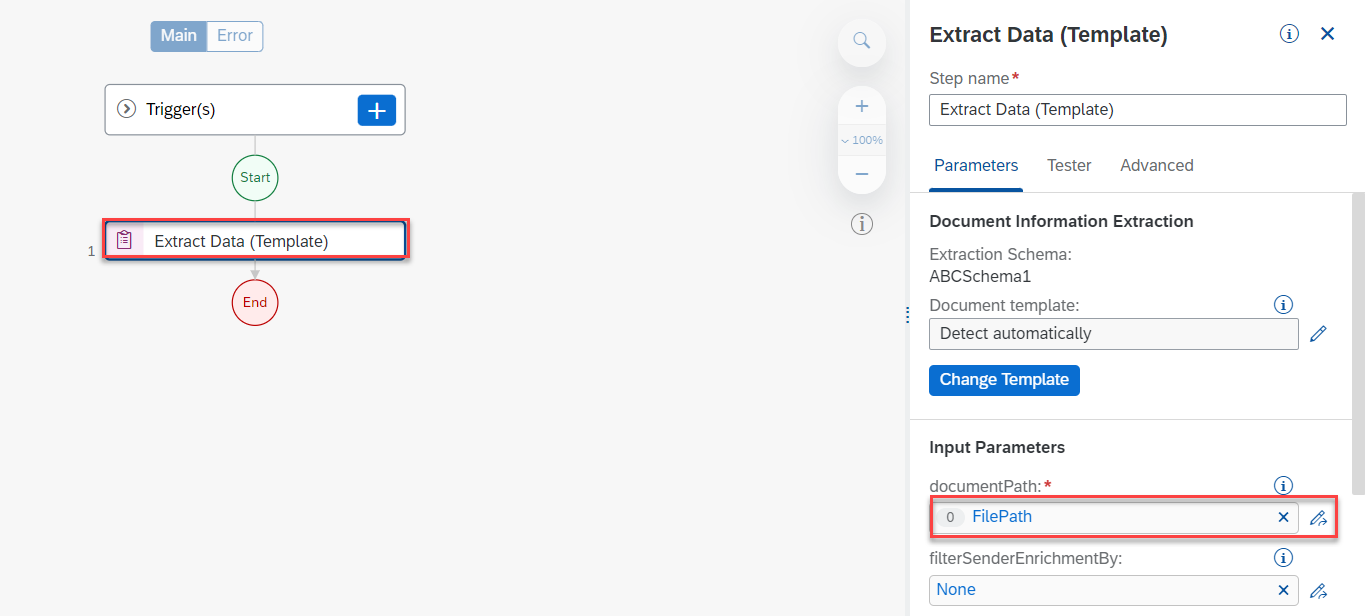 Main Error
Trigger(s)
Start
1 Extract Data (Template)
End
100%
Extract Data (Template)
Step name*
Extract Data (Template)
Parameters Tester Advanced
Document Information Extraction
Extraction Schema:
ABCSchema1
Document template:
Detect automatically
Change Template
Input Parameters
documentPath:*
0 FilePath
filterSenderEnrichmentBy:
None